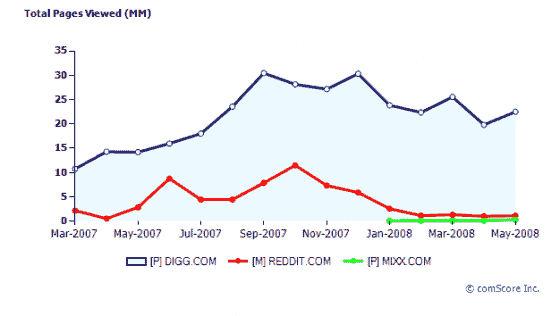 Total Pages Viewed (MM)
35
30
25
20
15
10
5
0
Mar-2007 May-2007 Jul-2007 Sep-2007 Nov-2007 Jan-2008 Mar-2008 May-2008
[P] DIGG.COM [M] REDDIT.COM [P] MIXX.COM
© comScore Inc.